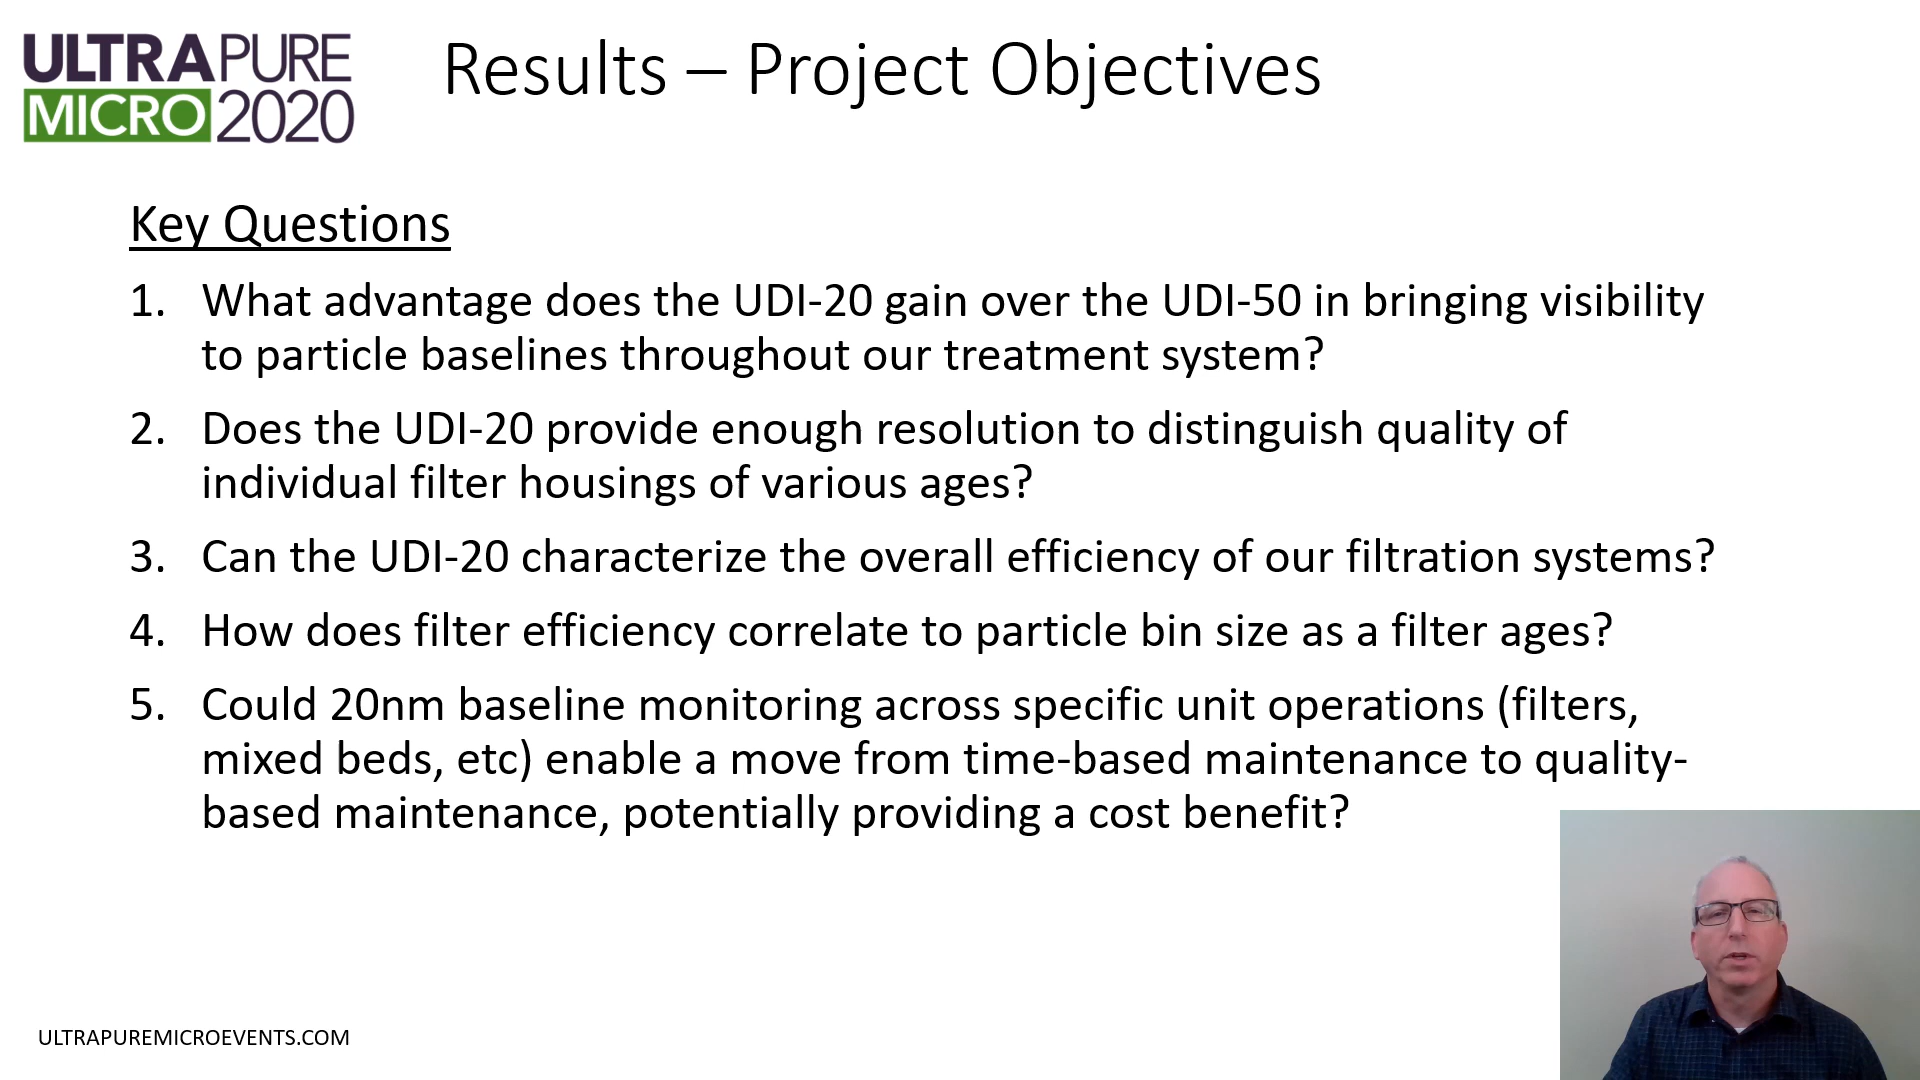 ULTRAPURE
MICRO 2020
Results – Project Objectives
Key Questions
1. What advantage does the UDI-20 gain over the UDI-50 in bringing visibility
to particle baselines throughout our treatment system?
2. Does the UDI-20 provide enough resolution to distinguish quality of
individual filter housings of various ages?
3. Can the UDI-20 characterize the overall efficiency of our filtration systems?
4. How does filter efficiency correlate to particle bin size as a filter ages?
5. Could 20nm baseline monitoring across specific unit operations (filters,
mixed beds, etc) enable a move from time-based maintenance to quality-
based maintenance, potentially providing a cost benefit?
ULTRAPUREMICROEVENTS.COM